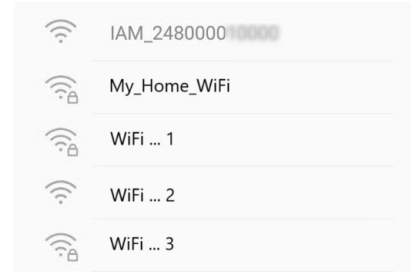 IAM_2480000
My_Home_WiFi
WiFi ... 1
WiFi ... 2
WiFi ... 3